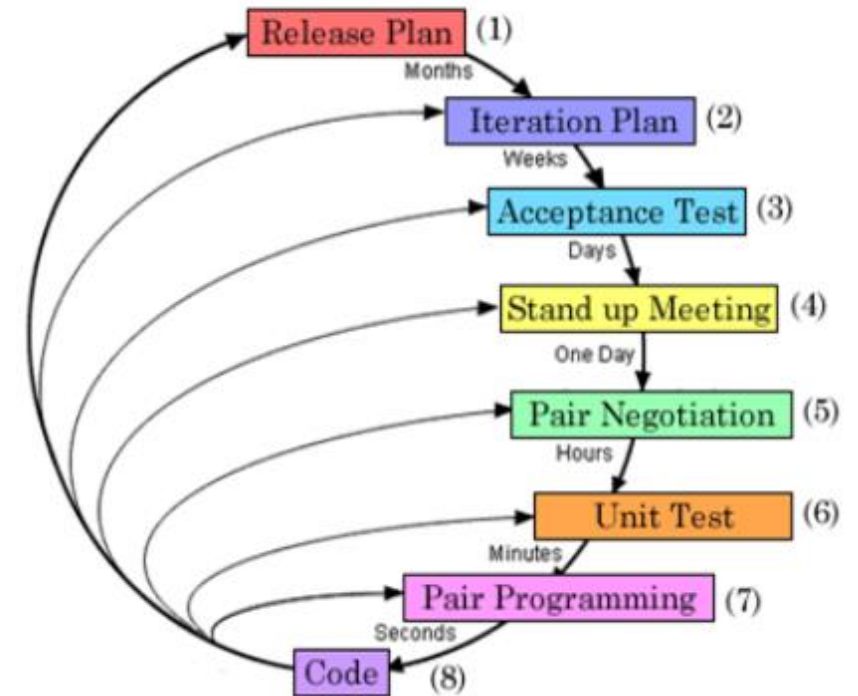 Release Plan (1)
Months
Iteration Plan (2)
Weeks
Acceptance Test (3)
Days
Stand up Meeting (4)
One Day
Pair Negotiation (5)
Hours
Unit Test (6)
Minutes
Pair Programming (7)
Seconds
Code (8)